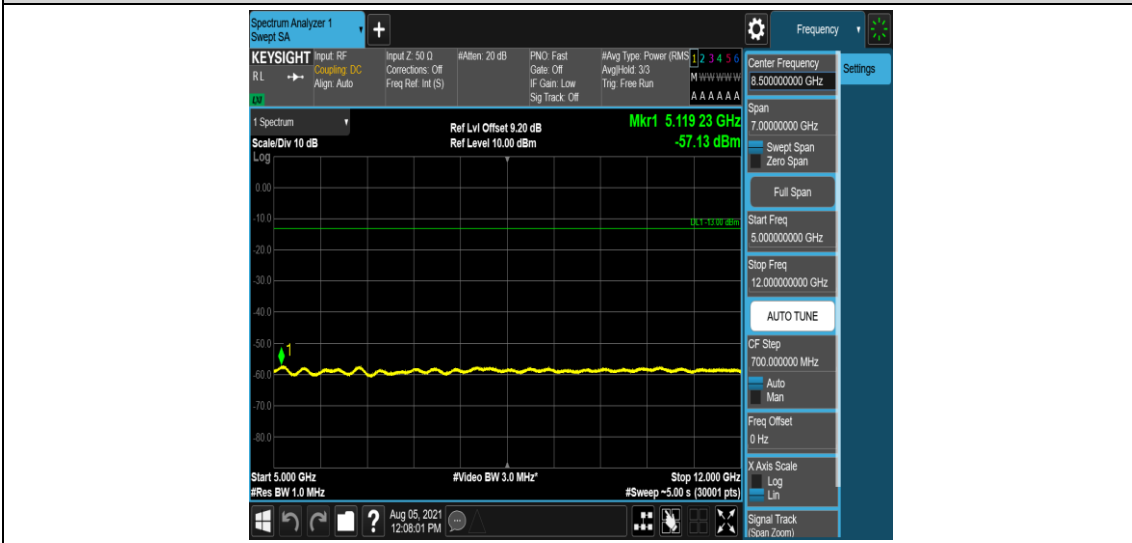 Spectrum Analyzer 1
Swept SA
+
Frequency
KEYSIGHT
RL
Input: RF
Coupling: DC
Align: Auto
Input Z: 50 Ω
Corrections: Off
Freq Ref: Int (S)
#Atten: 20 dB
PNO: Fast
Gate: Off
IF Gain: Low
Sig Track: Off
#Avg Type: Power (RMS
Avg|Hold: 3/3
Trig: Free Run
1 2 3 4 5 6
M W W W W W
A A A A A A
1 Spectrum
Scale/Div 10 dB
Log
Ref Lvl Offset 9.20 dB
Ref Level 10.00 dBm
Mkr1 5.119 23 GHz
-57.13 dBm
0.00
-10.0
DL1 -13.00 dBm
-20.0
-30.0
-40.0
-50.0
1
-60.0
-70.0
-80.0
Start 5.000 GHz
#Res BW 1.0 MHz
#Video BW 3.0 MHz*
Stop 12.000 GHz
#Sweep ~5.00 s (30001 pts)
Aug 05, 2021
12:08:01 PM
?
Center Frequency
8.500000000 GHz
Settings
Span
7.00000000 GHz
Swept Span
Zero Span
Full Span
Start Freq
5.000000000 GHz
Stop Freq
12.000000000 GHz
AUTO TUNE
CF Step
700.000000 MHz
Auto
Man
Freq Offset
0 Hz
X Axis Scale
Log
Lin
Signal Track
(Span Zoom)